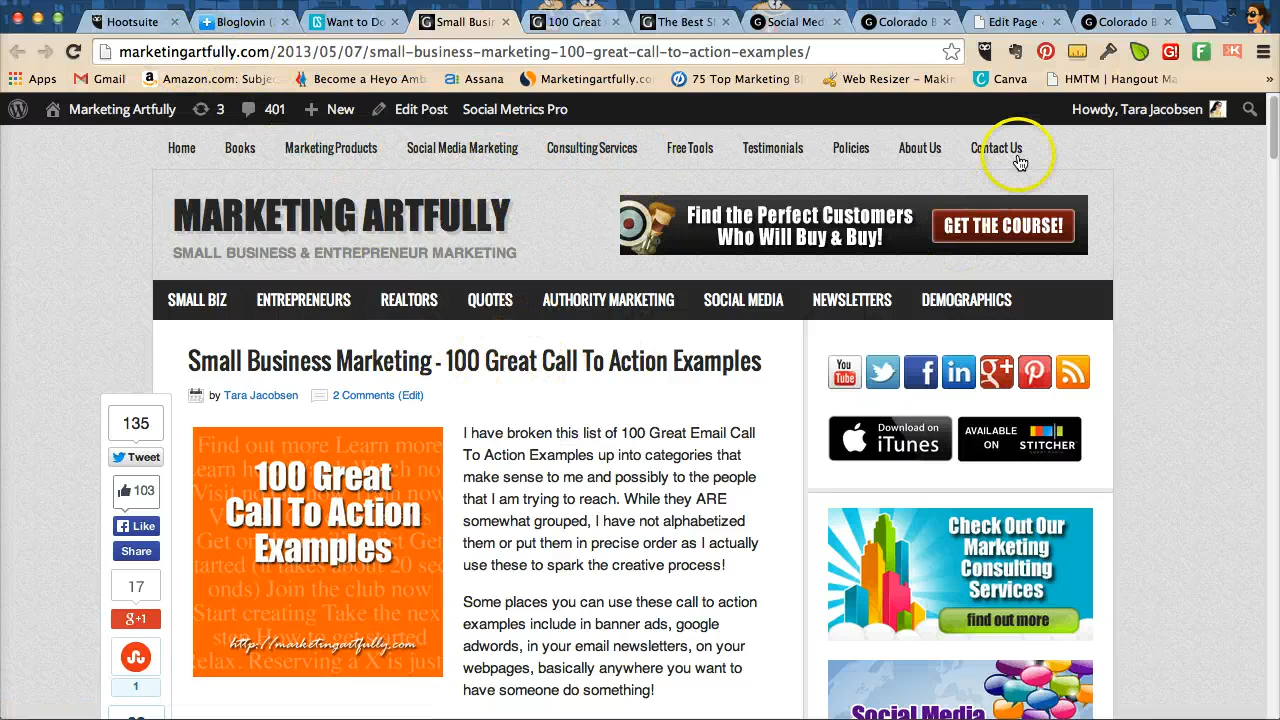 Hootsuite
Bloglovin
Want to Do
Small Busin
100 Great
The Best S
Social Med
Colorado
Edit Page
Colorado B
marketingartfully.com/2013/05/07/small-business-marketing-100-great-call-to-action-examples/
Apps
Gmail
Amazon.com: Subje
Become a Heyo Amb
Assana
Marketingartfully.co
75 Top Marketing B
Web Resizer - Makin
Canva
HMTM | Hangout Ma
Marketing Artfully
3
401
New
Edit Post
Social Metrics Pro
Howdy, Tara Jacobsen
Home
Books
Marketing Products
Social Media Marketing
Consulting Services
Free Tools
Testimonials
Policies
About Us
Contact Us
MARKETING ARTFULLY
SMALL BUSINESS & ENTREPRENEUR MARKETING
Find the Perfect Customers
Who Will Buy & Buy!
GET THE COURSE!
SMALL BIZ
ENTREPRENEURS
REALTORS
QUOTES
AUTHORITY MARKETING
SOCIAL MEDIA
NEWSLETTERS
DEMOGRAPHICS
Small Business Marketing - 100 Great Call To Action Examples
by Tara Jacobsen
2 Comments (Edit)
135
Tweet
103
Like
Share
17
g+1
1
100 Great
Call To Action
Examples
http://marketingartfully.com
I have broken this list of 100 Great Email Call
To Action Examples up into categories that
make sense to me and possibly to the people
that I am trying to reach. While they ARE
somewhat grouped, I have not alphabetized
them or put them in precise order as I actually
use these to spark the creative process!
Some places you can use these call to action
examples include in banner ads, google
adwords, in your email newsletters, on your
webpages, basically anywhere you want to
have someone do something!
You
Tube
in
g+
Download on
iTunes
AVAILABLE
ON
STITCHER
Check Out Our
Marketing
Consulting
Services
find out more
Social Media